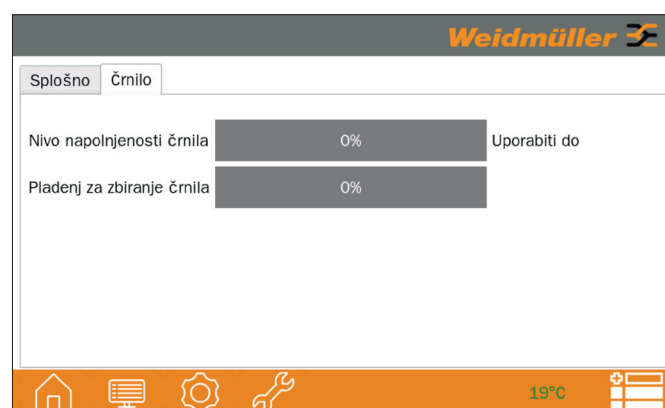 Weidmüller
Splošno Črnilo
Nivo napolnjenosti črnila 0% Uporabiti do
Pladenj za zbiranje črnila 0%
19°C